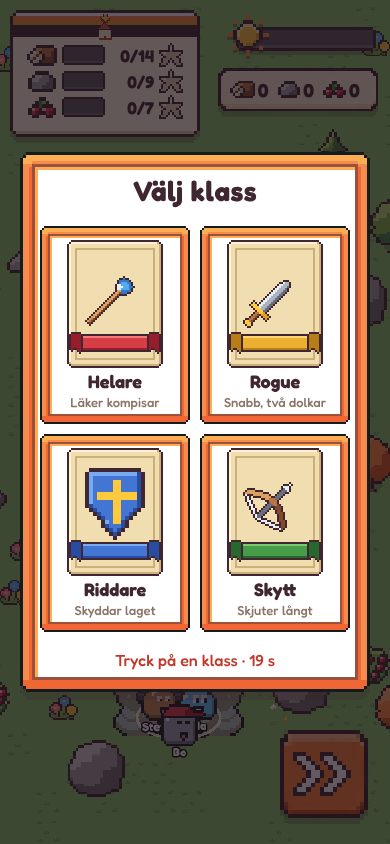 0/14
0/9
0/7
0 0 0
Välj klass
Helare
Läker kompisar
Rogue
Snabb, två dolkar
Riddare
Skyddar laget
Skytt
Skjuter långt
Tryck på en klass · 19 s
Bo